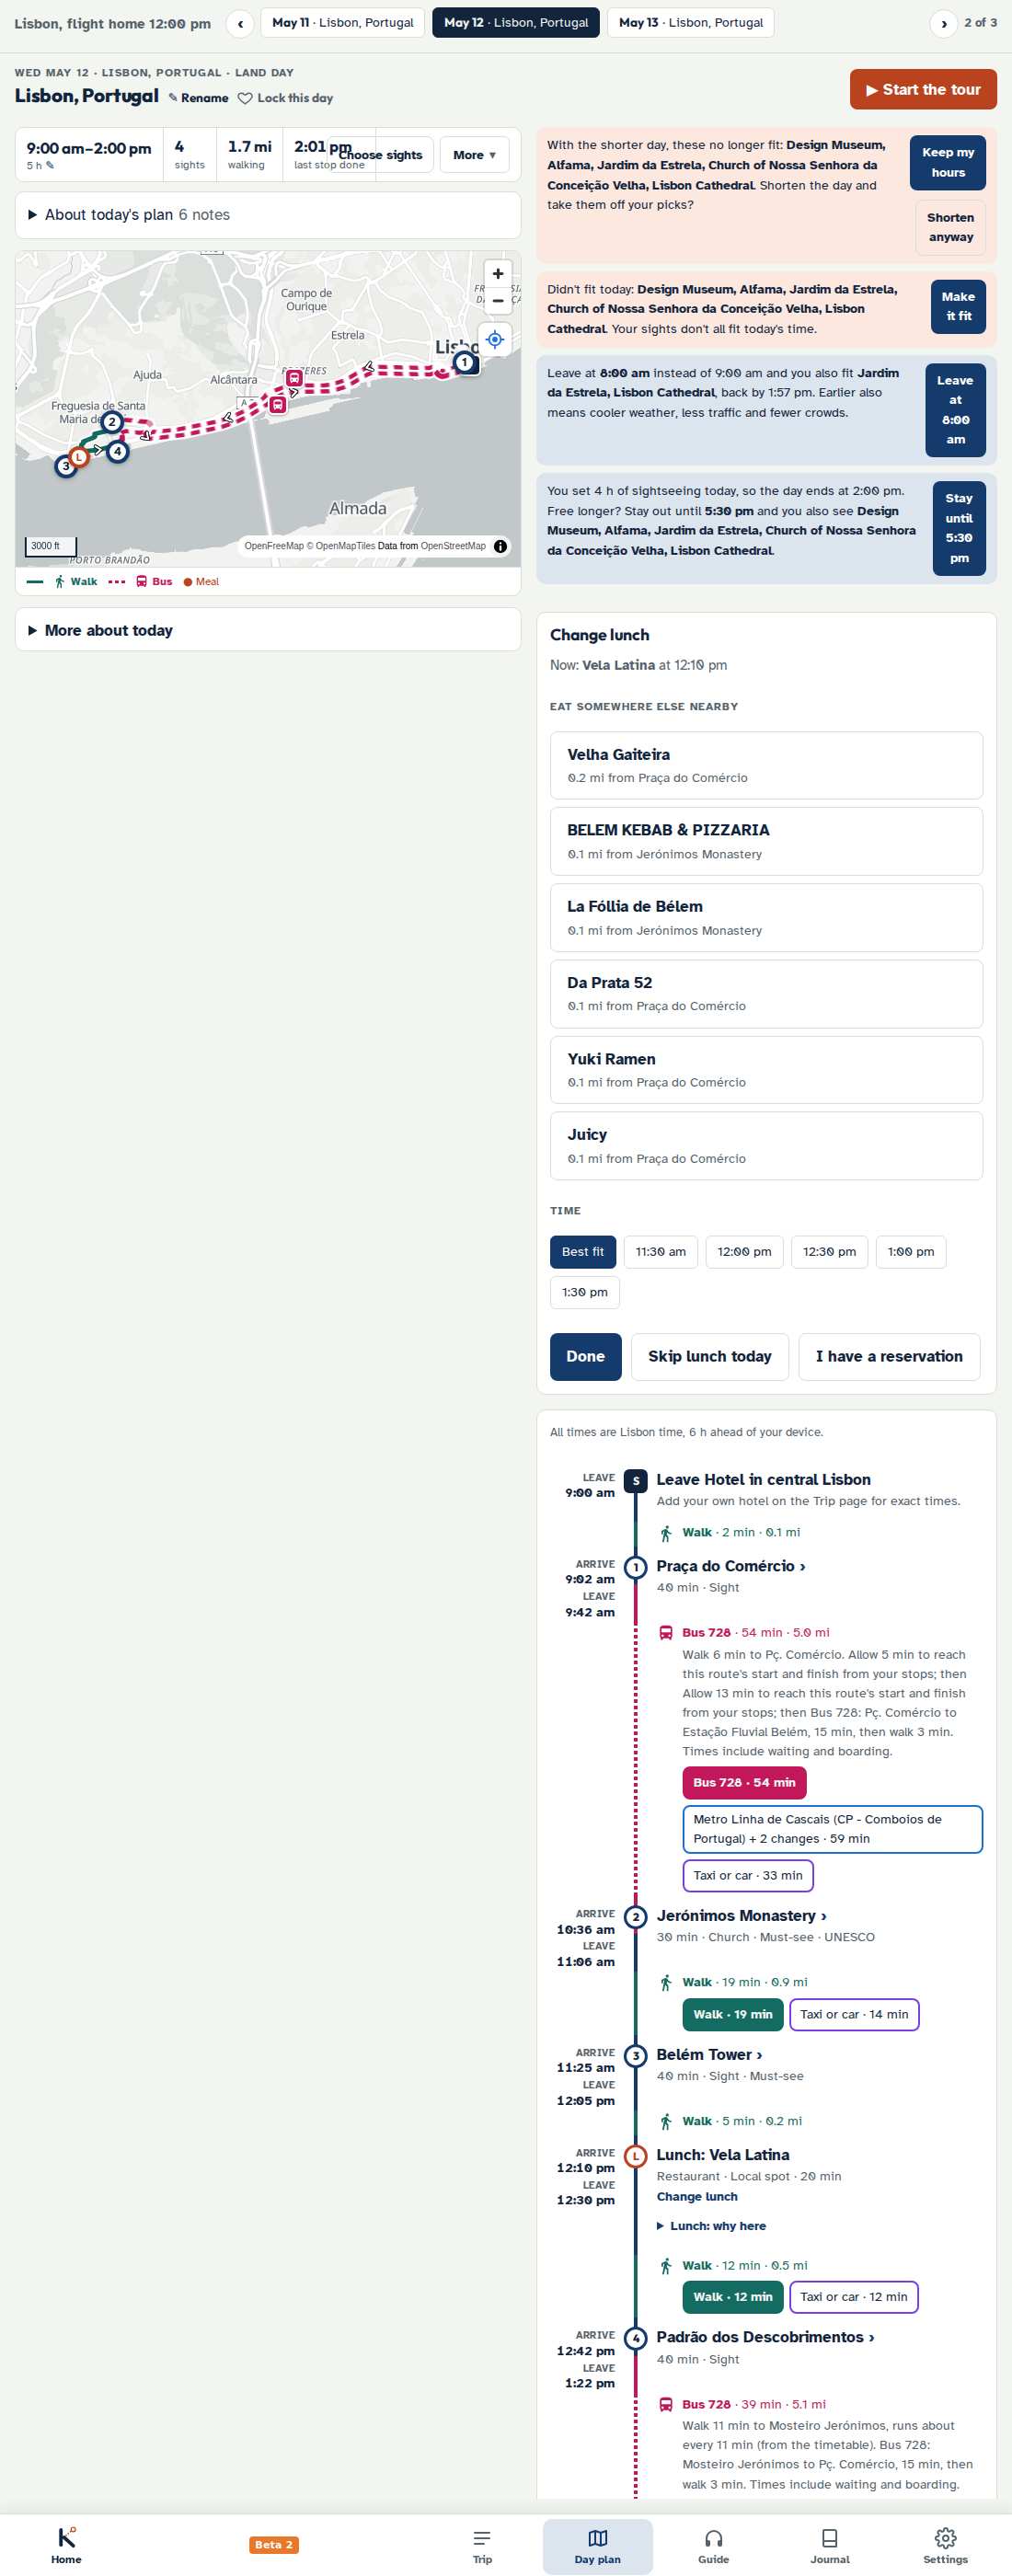 Lisbon, flight home 12:00 pm
‹
May 11 · Lisbon, Portugal
May 12 · Lisbon, Portugal
May 13 · Lisbon, Portugal
›
2 of 3
WED MAY 12 · LISBON, PORTUGAL · LAND DAY
Lisbon, Portugal ✎ Rename Lock this day
▶ Start the tour
9:00 am–2:00 pm
5 h ✎
4
sights
1.7 mi
walking
2:01 pm
last stop done
Choose sights
More ▼
▶ About today's plan 6 notes
Campo de
Ourique
Estrela
Ajuda
Alcântara
Freguesia de Santa
Maria de
Almada
PORTO BRANDÃO
+
−
1
2
3
L
4
3000 ft
OpenFreeMap © OpenMapTiles Data from OpenStreetMap
Walk
Bus
Meal
▶ More about today
With the shorter day, these no longer fit: Design Museum,
Alfama, Jardim da Estrela, Church of Nossa Senhora da
Conceição Velha, Lisbon Cathedral. Shorten the day and
take them off your picks?
Keep my
hours
Shorten
anyway
Didn't fit today: Design Museum, Alfama, Jardim da Estrela,
Church of Nossa Senhora da Conceição Velha, Lisbon
Cathedral. Your sights don't all fit today's time.
Make
it fit
Leave at 8:00 am instead of 9:00 am and you also fit Jardim
da Estrela, Lisbon Cathedral, back by 1:57 pm. Earlier also
means cooler weather, less traffic and fewer crowds.
Leave
at
8:00
am
You set 4 h of sightseeing today, so the day ends at 2:00 pm.
Free longer? Stay out until 5:30 pm and you also see Design
Museum, Alfama, Jardim da Estrela, Church of Nossa Senhora
da Conceição Velha, Lisbon Cathedral.
Stay
until
5:30
pm
Change lunch
Now: Vela Latina at 12:10 pm
EAT SOMEWHERE ELSE NEARBY
Velha Gaiteira
0.2 mi from Praça do Comércio
BELEM KEBAB & PIZZARIA
0.1 mi from Jerónimos Monastery
La Fóllia de Bélem
0.1 mi from Jerónimos Monastery
Da Prata 52
0.1 mi from Praça do Comércio
Yuki Ramen
0.1 mi from Praça do Comércio
Juicy
0.1 mi from Praça do Comércio
TIME
Best fit
11:30 am
12:00 pm
12:30 pm
1:00 pm
1:30 pm
Done
Skip lunch today
I have a reservation
All times are Lisbon time, 6 h ahead of your device.
LEAVE
9:00 am
S
Leave Hotel in central Lisbon
Add your own hotel on the Trip page for exact times.
Walk · 2 min · 0.1 mi
ARRIVE
9:02 am
LEAVE
9:42 am
1
Praça do Comércio ›
40 min · Sight
Bus 728 · 54 min · 5.0 mi
Walk 6 min to Pç. Comércio. Allow 5 min to reach
this route's start and finish from your stops; then
Allow 13 min to reach this route's start and finish
from your stops; then Bus 728: Pç. Comércio to
Estação Fluvial Belém, 15 min, then walk 3 min.
Times include waiting and boarding.
Bus 728 · 54 min
Metro Linha de Cascais (CP - Comboios de
Portugal) + 2 changes · 59 min
Taxi or car · 33 min
ARRIVE
10:36 am
LEAVE
11:06 am
2
Jerónimos Monastery ›
30 min · Church · Must-see · UNESCO
Walk · 19 min · 0.9 mi
Walk · 19 min
Taxi or car · 14 min
ARRIVE
11:25 am
LEAVE
12:05 pm
3
Belém Tower ›
40 min · Sight · Must-see
Walk · 5 min · 0.2 mi
ARRIVE
12:10 pm
LEAVE
12:30 pm
L
Lunch: Vela Latina
Restaurant · Local spot · 20 min
Change lunch
▶ Lunch: why here
Walk · 12 min · 0.5 mi
Walk · 12 min
Taxi or car · 12 min
ARRIVE
12:42 pm
LEAVE
1:22 pm
4
Padrão dos Descobrimentos ›
40 min · Sight
Bus 728 · 39 min · 5.1 mi
Walk 11 min to Mosteiro Jerónimos, runs about
every 11 min (from the timetable). Bus 728:
Mosteiro Jerónimos to Pç. Comércio, 15 min, then
walk 3 min. Times include waiting and boarding.
Home
Beta 2
Trip
Day plan
Guide
Journal
Settings